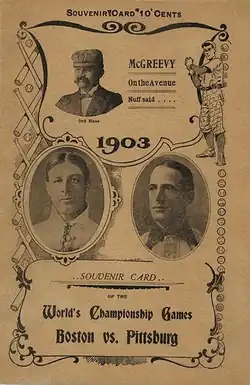 SOUVENIR CARD 10 CENTS
McGREEVY
On the Avenue
Nuff said ....
3rd Base
1903
..SOUVENIR CARD..
OF THE
World's Championship Games
Boston vs. Pittsburg